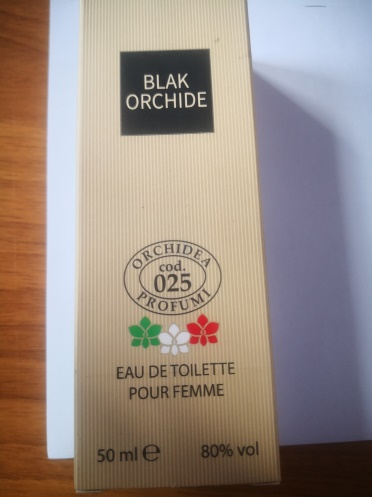 BLAK
ORCHIDE
ORCHIDEA
cod.
025
PROFUMI
EAU DE TOILETTE
POUR FEMME
50 ml ℮ 80% vol